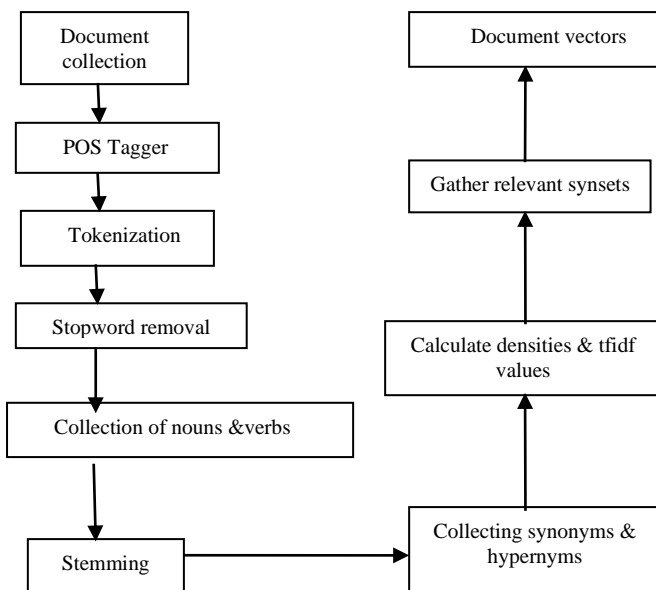 Document
collection
POS Tagger
Tokenization
Stopword removal
Collection of nouns &verbs
Stemming
Collecting synonyms &
hypernyms
Calculate densities & tfidf
values
Gather relevant synsets
Document vectors